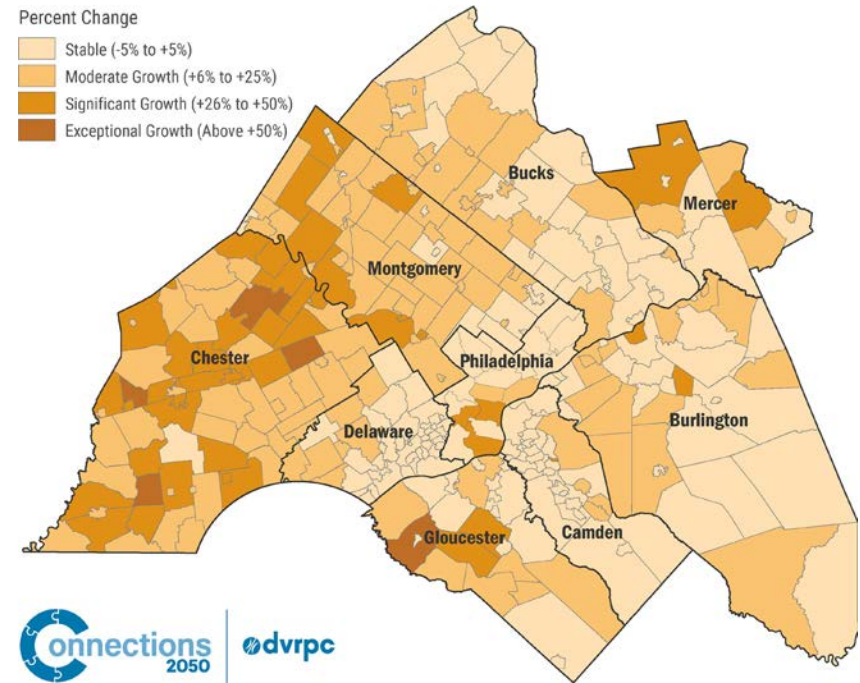 Percent Change
Stable (-5% to +5%)
Moderate Growth (+6% to +25%)
Significant Growth (+26% to +50%)
Exceptional Growth (Above +50%)
Bucks
Mercer
Montgomery
Chester
Philadelphia
Delaware
Burlington
Gloucester
Camden
Connections
2050
dvrpc